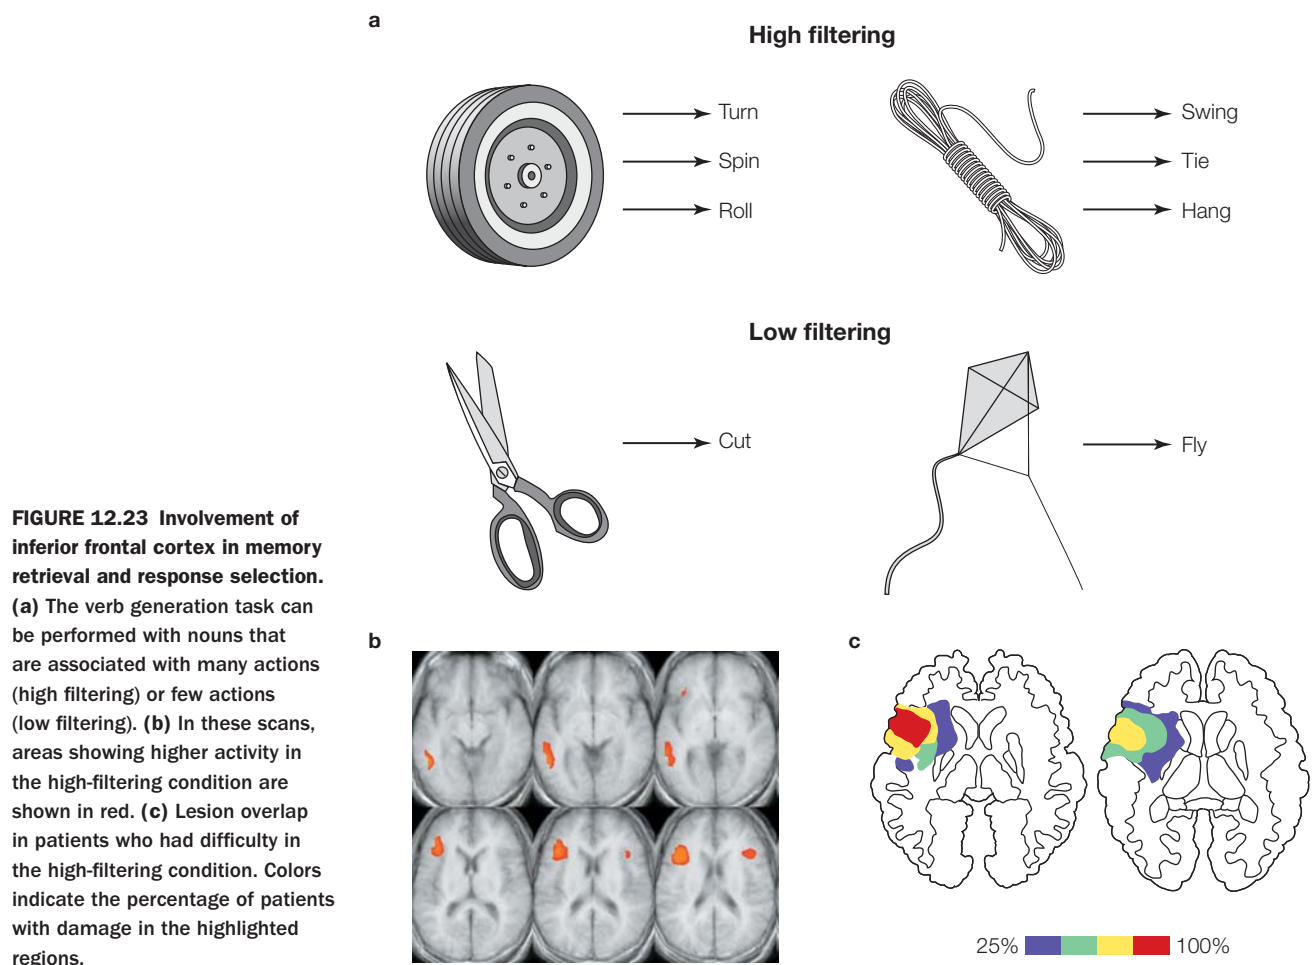 a
High filtering
Turn
Spin
Roll
Swing
Tie
Hang
Low filtering
Cut
Fly
FIGURE 12.23 Involvement of
inferior frontal cortex in memory
retrieval and response selection.
(a) The verb generation task can
be performed with nouns that
are associated with many actions
(high filtering) or few actions
(low filtering). (b) In these scans,
areas showing higher activity in
the high-filtering condition are
shown in red. (c) Lesion overlap
in patients who had difficulty in
the high-filtering condition. Colors
indicate the percentage of patients
with damage in the highlighted
regions.
b
c
25% 100%